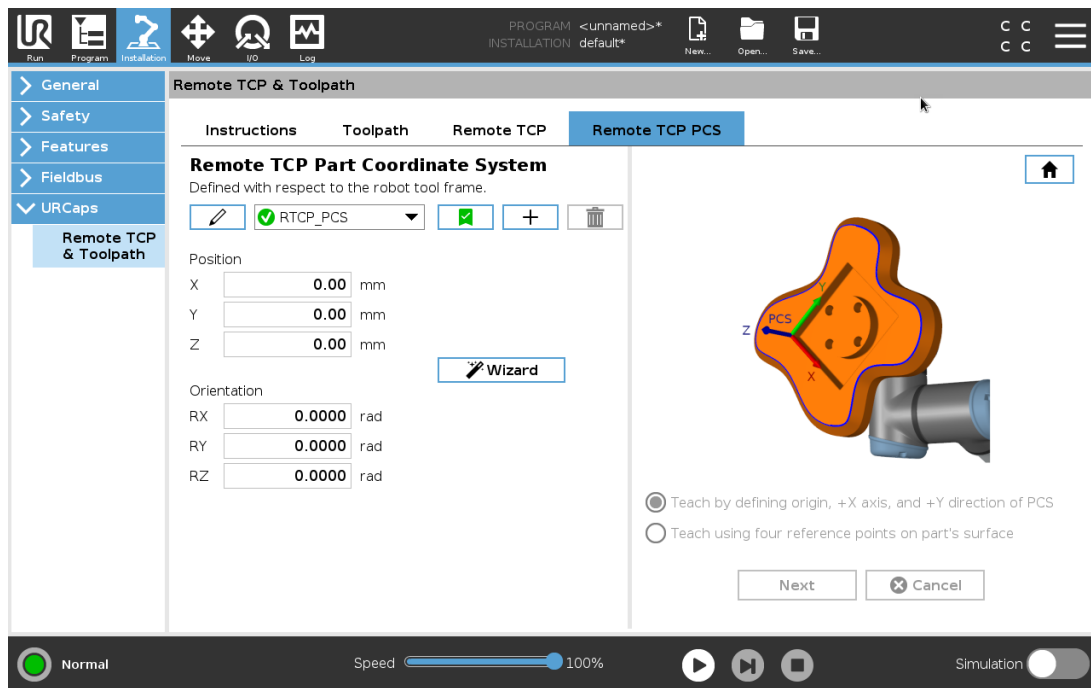 UR
Run
Program
Installation
Move
I/O
Log
PROGRAM <unnamed>*
INSTALLATION default*
New...
Open...
Save...
C C
C C
General
Safety
Features
Fieldbus
URCaps
Remote TCP
& Toolpath
Remote TCP & Toolpath
Instructions
Toolpath
Remote TCP
Remote TCP PCS
Remote TCP Part Coordinate System
Defined with respect to the robot tool frame.
RTCP_PCS
Position
X 0.00 mm
Y 0.00 mm
Z 0.00 mm
Wizard
Orientation
RX 0.0000 rad
RY 0.0000 rad
RZ 0.0000 rad
Y
PCS
Z
X
Teach by defining origin, +X axis, and +Y direction of PCS
Teach using four reference points on part's surface
Next
Cancel
Normal
Speed 100%
Simulation